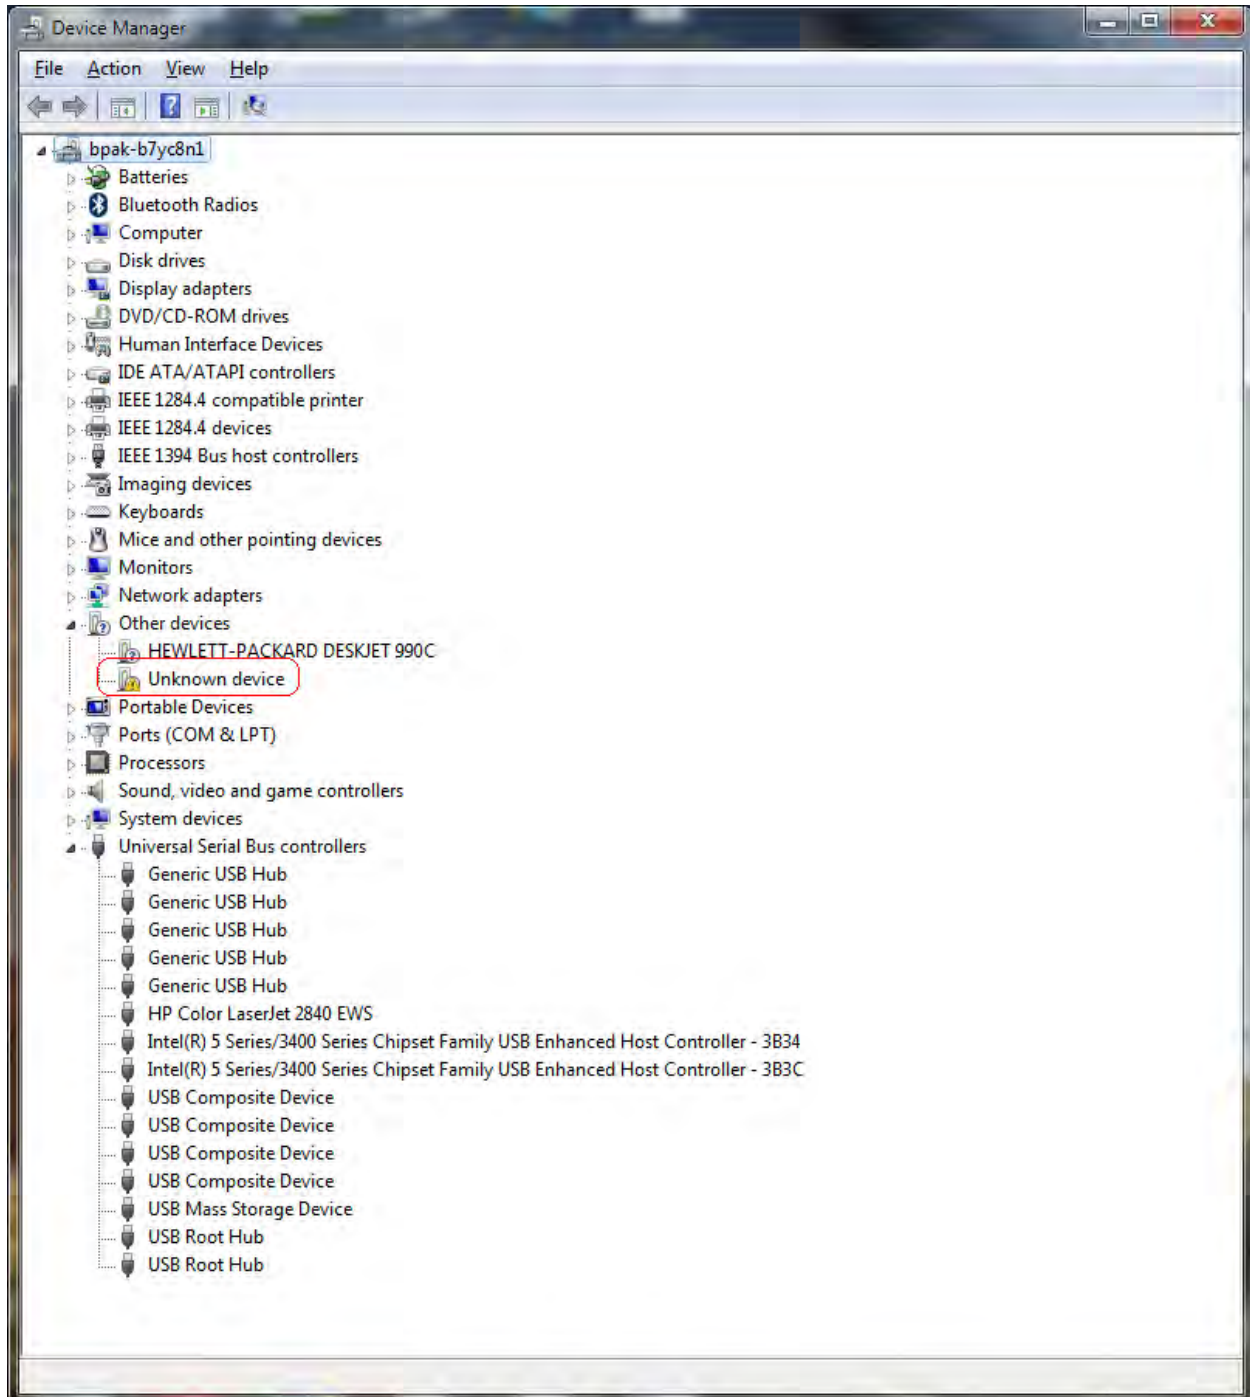 Device Manager
File Action View Help
bpak-b7yc8n1
Batteries
Bluetooth Radios
Computer
Disk drives
Display adapters
DVD/CD-ROM drives
Human Interface Devices
IDE ATA/ATAPI controllers
IEEE 1284.4 compatible printer
IEEE 1284.4 devices
IEEE 1394 Bus host controllers
Imaging devices
Keyboards
Mice and other pointing devices
Monitors
Network adapters
Other devices
HEWLETT-PACKARD DESKJET 990C
Unknown device
Portable Devices
Ports (COM & LPT)
Processors
Sound, video and game controllers
System devices
Universal Serial Bus controllers
Generic USB Hub
Generic USB Hub
Generic USB Hub
Generic USB Hub
Generic USB Hub
HP Color LaserJet 2840 EWS
Intel(R) 5 Series/3400 Series Chipset Family USB Enhanced Host Controller - 3B34
Intel(R) 5 Series/3400 Series Chipset Family USB Enhanced Host Controller - 3B3C
USB Composite Device
USB Composite Device
USB Composite Device
USB Composite Device
USB Mass Storage Device
USB Root Hub
USB Root Hub